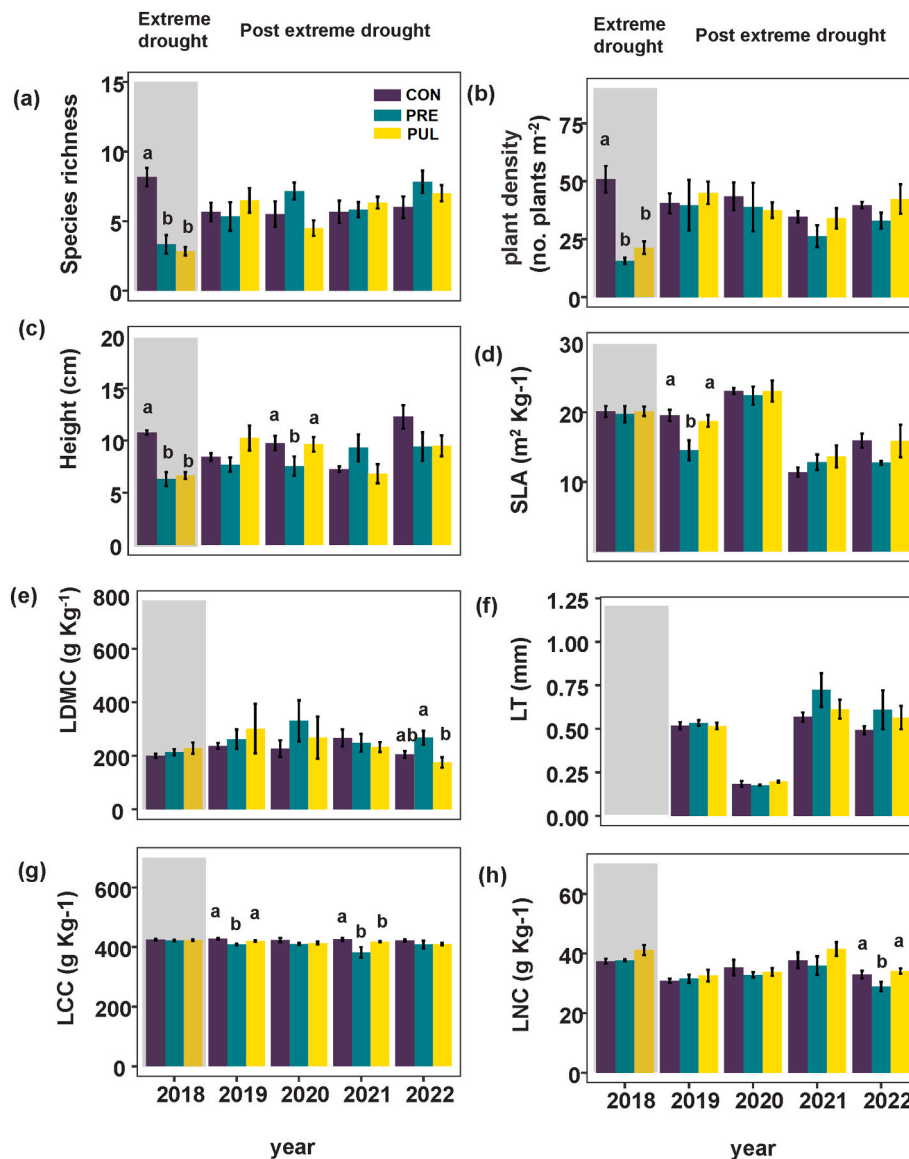 Extreme
drought
Post extreme drought
Extreme
drought
Post extreme drought
(a)
Species richness
15
10
5
0
a
b
b
CON
PRE
PUL
(b)
plant density
(no. plants m-2)
75
50
25
0
a
b
b
(c)
Height (cm)
20
15
10
5
0
a
b
b
a
b
a
(d)
SLA (m2 Kg-1)
30
20
10
a
b
a
(e)
LDMC (g Kg-1)
800
600
400
200
0
ab
a
b
(f)
LT (mm)
1.25
1.00
0.75
0.50
0.25
0.00
(g)
LCC (g Kg-1)
600
400
200
0
a
b
a
a
b
b
2018 2019 2020 2021 2022
year
(h)
LNC (g Kg-1)
60
40
20
0
a
b
a
2018 2019 2020 2021 2022
year